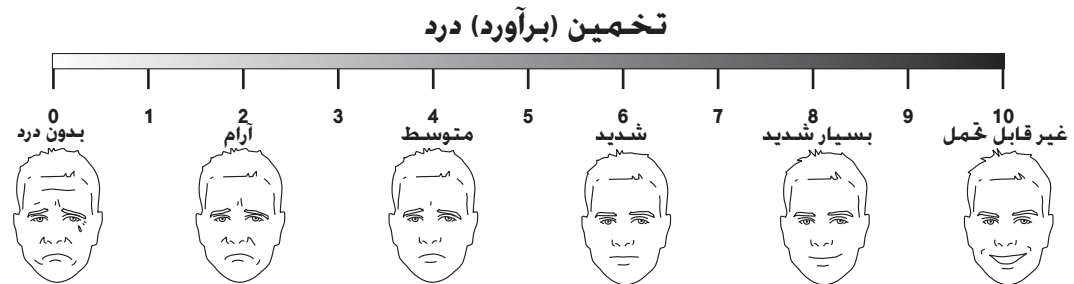 تخمین (برآورد) درد
0 1 2 3 4 5 6 7 8 9 10
بدون درد آرام متوسط شدید بسیار شدید غیر قابل تحمل